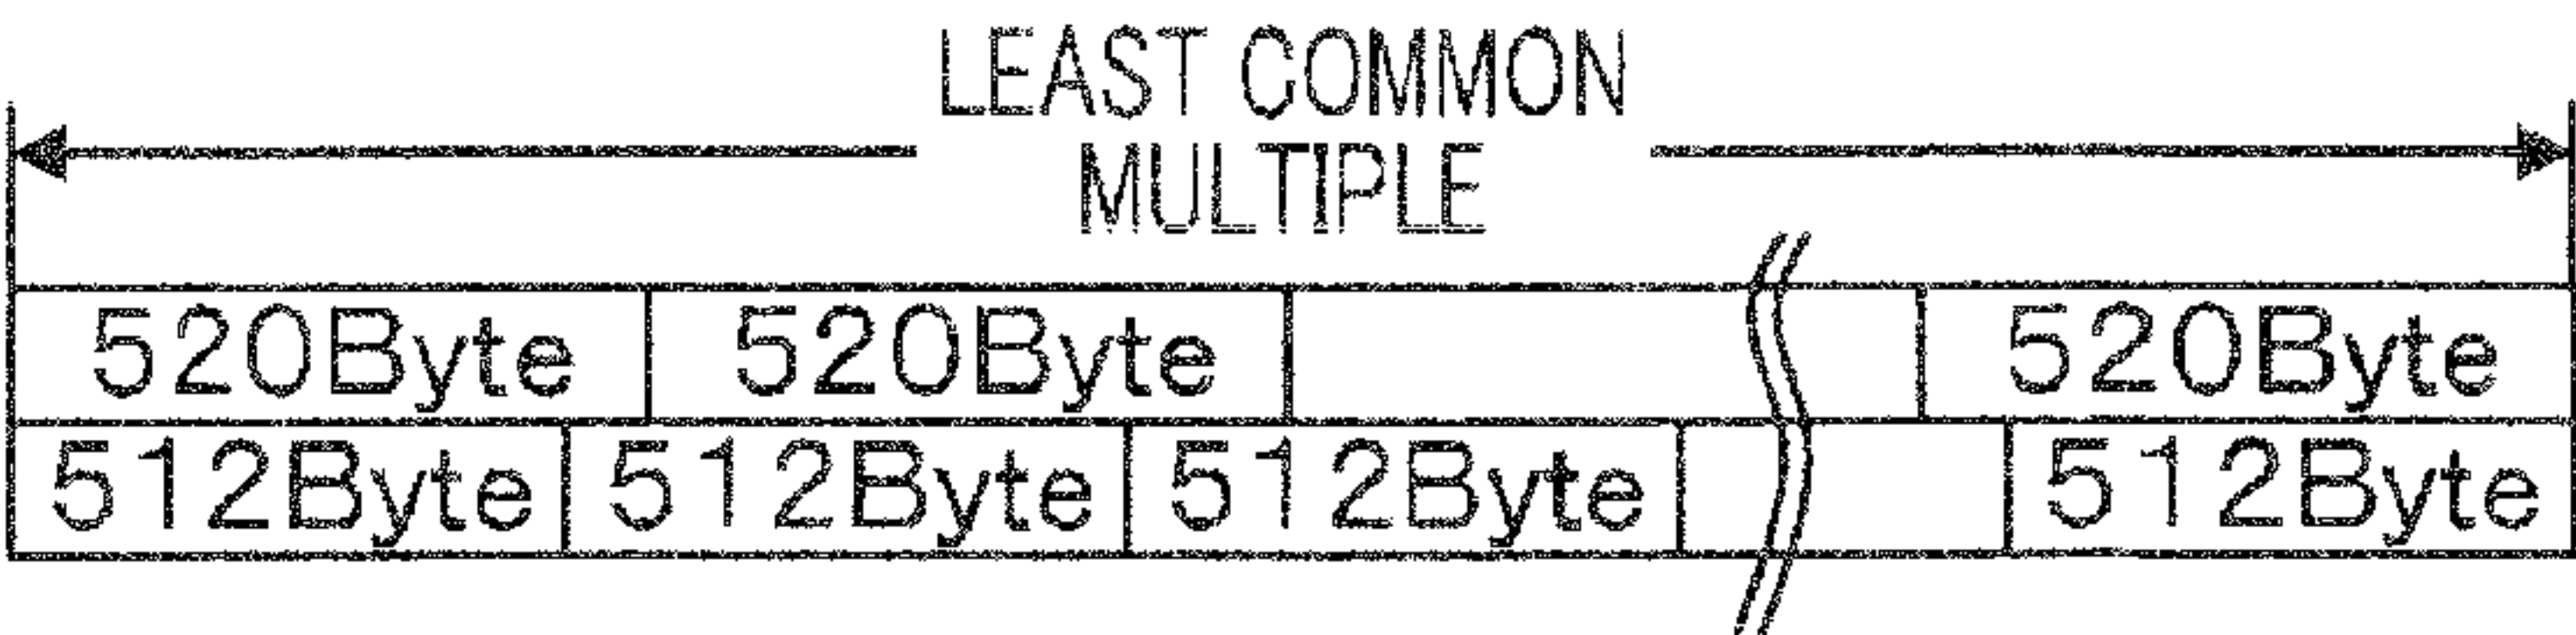 LEAST COMMON
MULTIPLE
520Byte 520Byte 520Byte
512Byte 512Byte 512Byte 512Byte